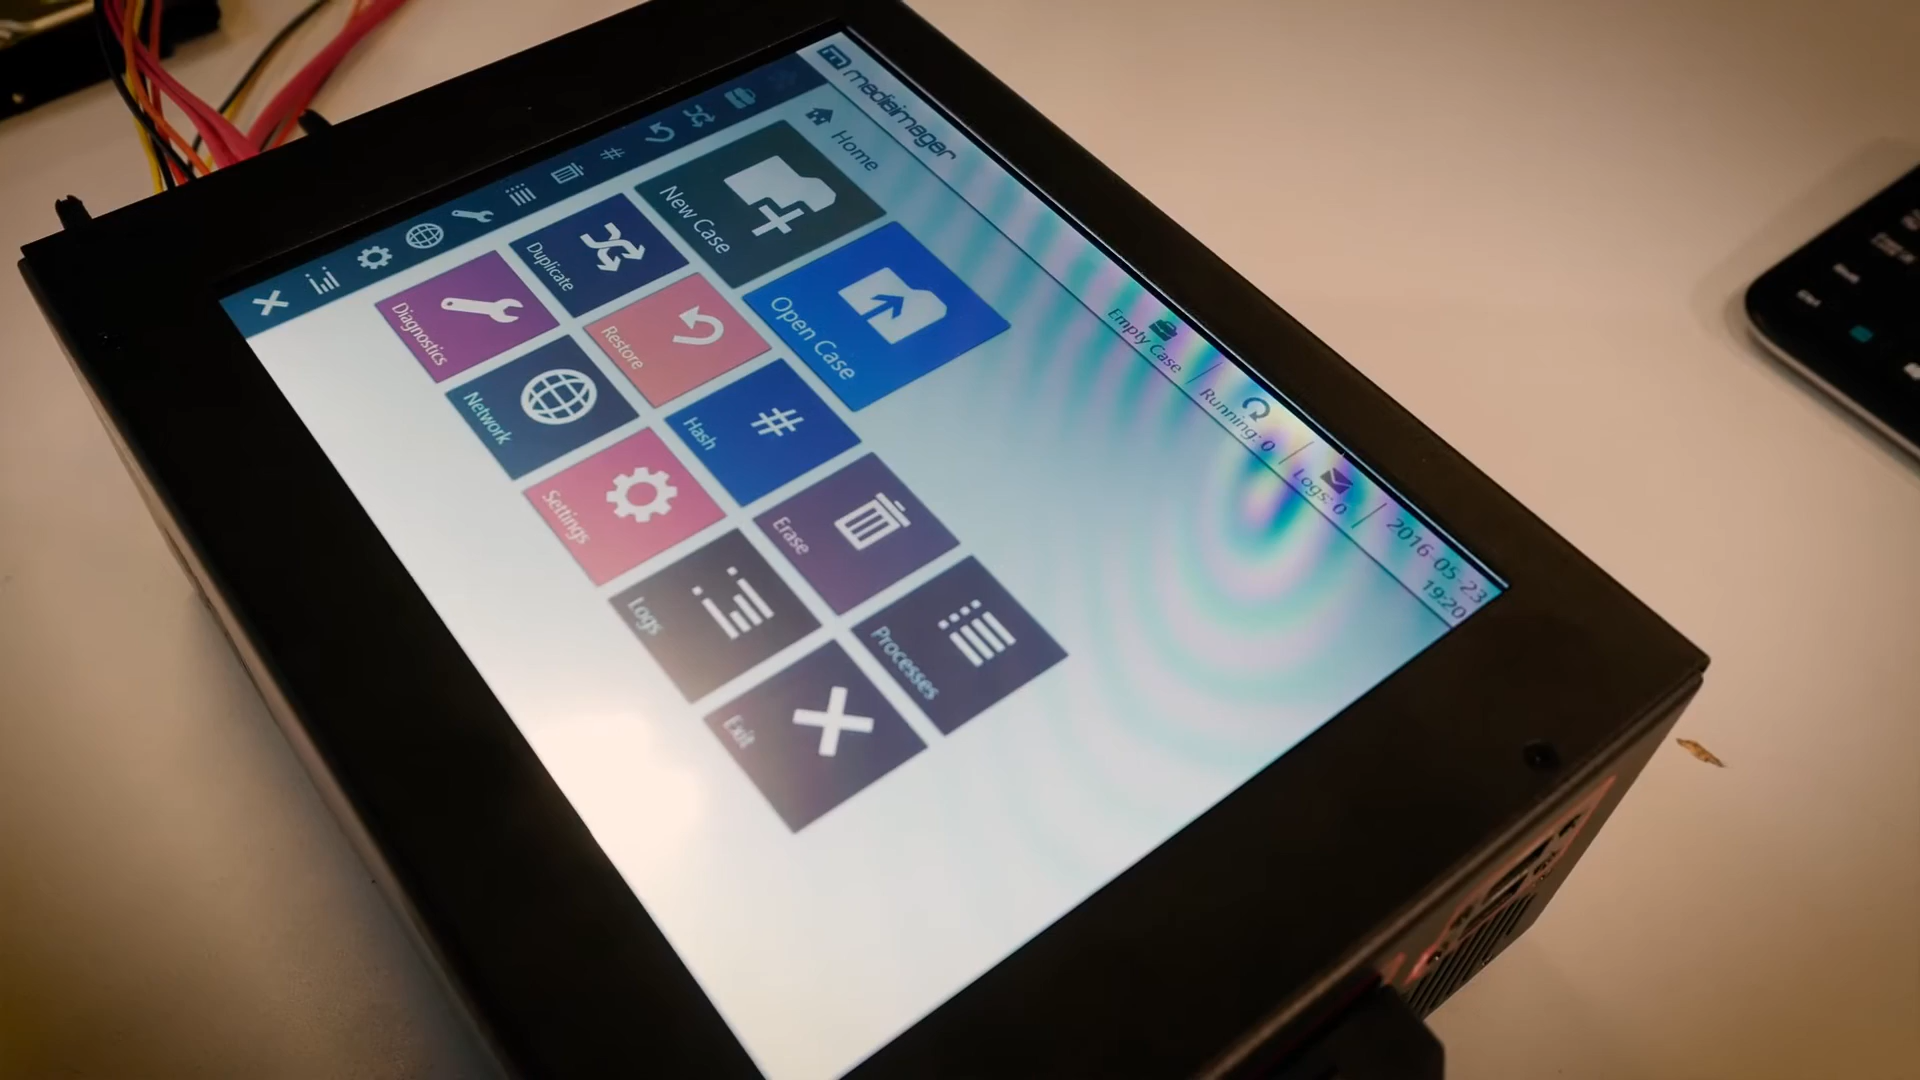 mediaimager
Empty Case
Running: 0
Logs: 0
2016-05-23
19:20
Home
New Case
Open Case
Duplicate
Restore
Hash
Erase
Processes
Diagnostics
Network
Settings
Logs
Exit